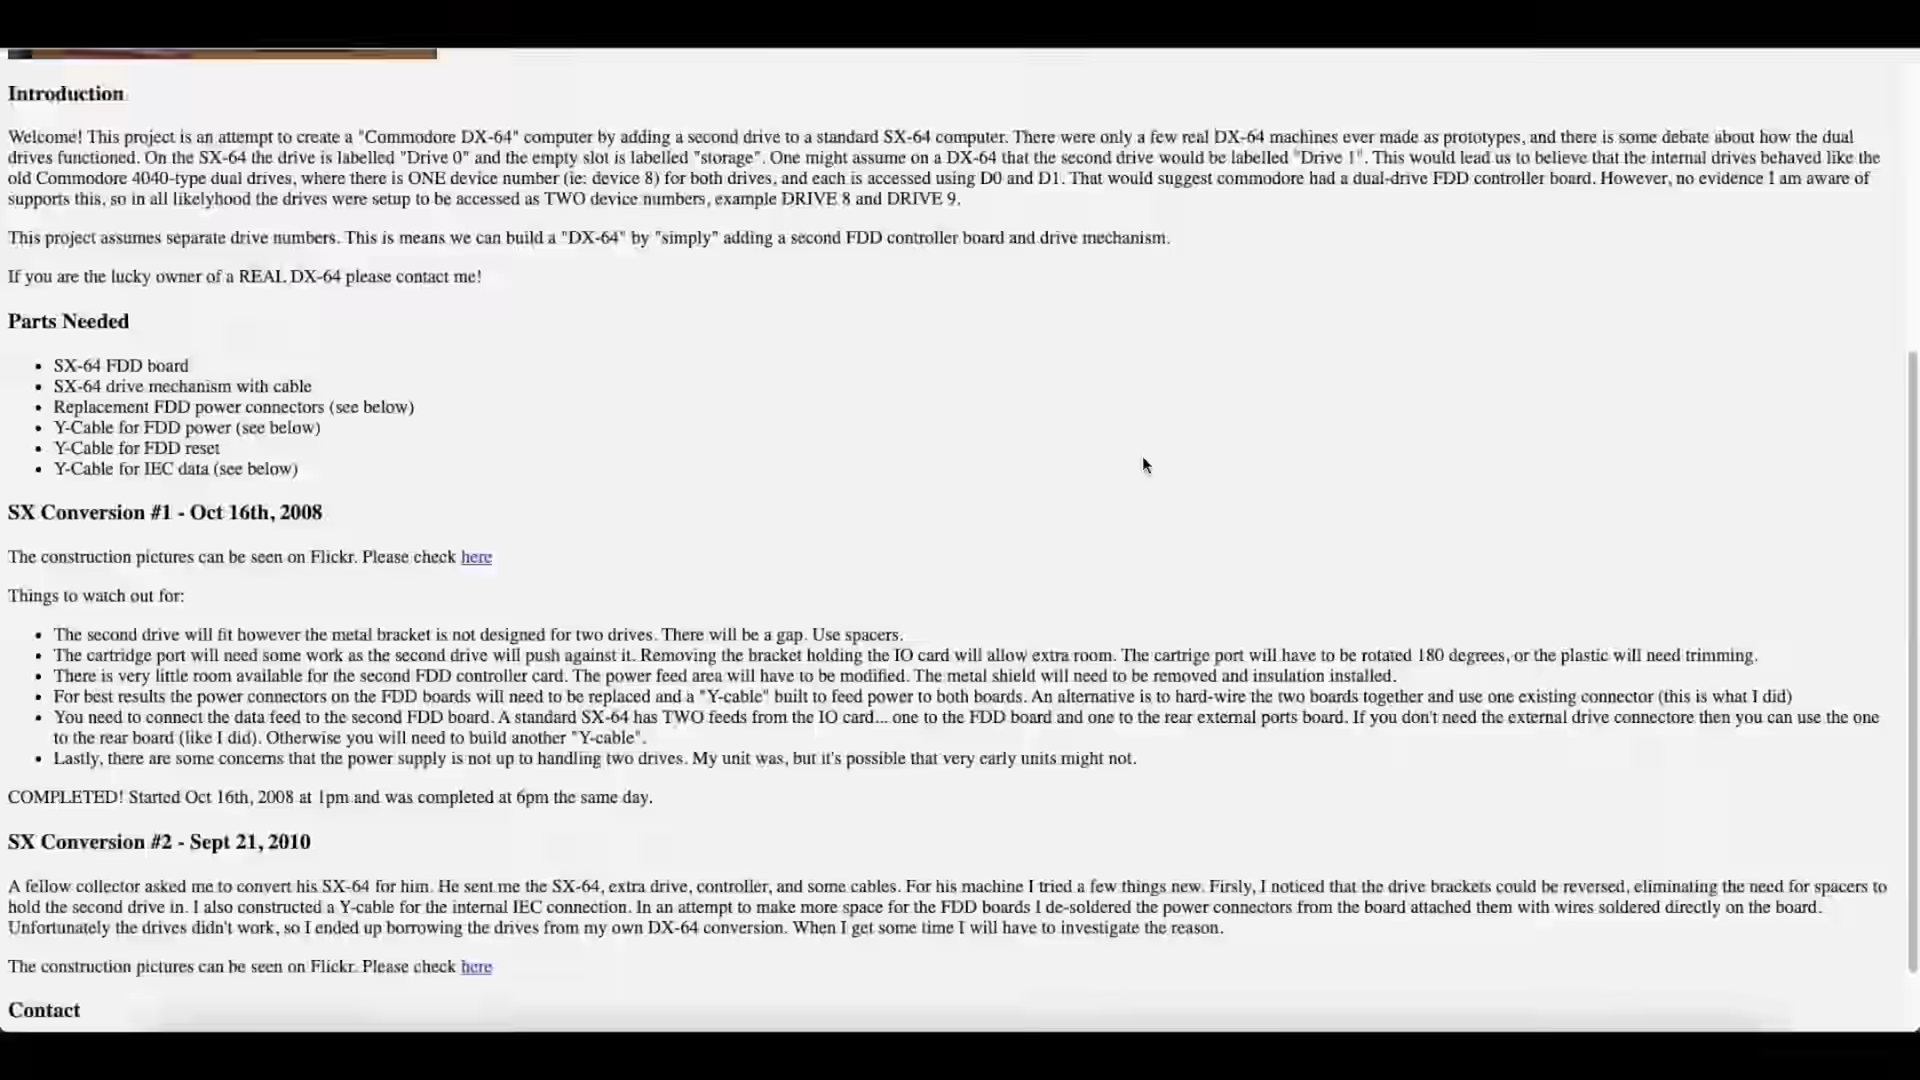 Introduction
Welcome! This project is an attempt to create a "Commodore DX-64" computer by adding a second drive to a standard SX-64 computer. There were only a few real DX-64 machines ever made as prototypes, and there is some debate about how the dual
drives functioned. On the SX-64 the drive is labelled "Drive 0" and the empty slot is labelled "storage". One might assume on a DX-64 that the second drive would be labelled "Drive 1". This would lead us to believe that the internal drives behaved like the
old Commodore 4040-type dual drives, where there is ONE device number (ie: device 8) for both drives, and each is accessed using D0 and D1. That would suggest commodore had a dual-drive FDD controller board. However, no evidence I am aware of
supports this, so in all likelyhood the drives were setup to be accessed as TWO device numbers, example DRIVE 8 and DRIVE 9.
This project assumes separate drive numbers. This is means we can build a "DX-64" by "simply" adding a second FDD controller board and drive mechanism.
If you are the lucky owner of a REAL DX-64 please contact me!
Parts Needed
• SX-64 FDD board
• SX-64 drive mechanism with cable
• Replacement FDD power connectors (see below)
• Y-Cable for FDD power (see below)
• Y-Cable for FDD reset
• Y-Cable for IEC data (see below)
SX Conversion #1 - Oct 16th, 2008
The construction pictures can be seen on Flickr. Please check here
Things to watch out for:
• The second drive will fit however the metal bracket is not designed for two drives. There will be a gap. Use spacers.
• The cartridge port will need some work as the second drive will push against it. Removing the bracket holding the IO card will allow extra room. The cartrige port will have to be rotated 180 degrees, or the plastic will need trimming.
• There is very little room available for the second FDD controller card. The power feed area will have to be modified. The metal shield will need to be removed and insulation installed.
• For best results the power connectors on the FDD boards will need to be replaced and a "Y-cable" built to feed power to both boards. An alternative is to hard-wire the two boards together and use one existing connector (this is what I did)
• You need to connect the data feed to the second FDD board. A standard SX-64 has TWO feeds from the IO card... one to the FDD board and one to the rear external ports board. If you don't need the external drive connectore then you can use the one
to the rear board (like I did). Otherwise you will need to build another "Y-cable".
• Lastly, there are some concerns that the power supply is not up to handling two drives. My unit was, but it's possible that very early units might not.
COMPLETED! Started Oct 16th, 2008 at 1pm and was completed at 6pm the same day.
SX Conversion #2 - Sept 21, 2010
A fellow collector asked me to convert his SX-64 for him. He sent me the SX-64, extra drive, controller, and some cables. For his machine I tried a few things new. Firsly, I noticed that the drive brackets could be reversed, eliminating the need for spacers to
hold the second drive in. I also constructed a Y-cable for the internal IEC connection. In an attempt to make more space for the FDD boards I de-soldered the power connectors from the board attached them with wires soldered directly on the board.
Unfortunately the drives didn't work, so I ended up borrowing the drives from my own DX-64 conversion. When I get some time I will have to investigate the reason.
The construction pictures can be seen on Flickr. Please check here
Contact